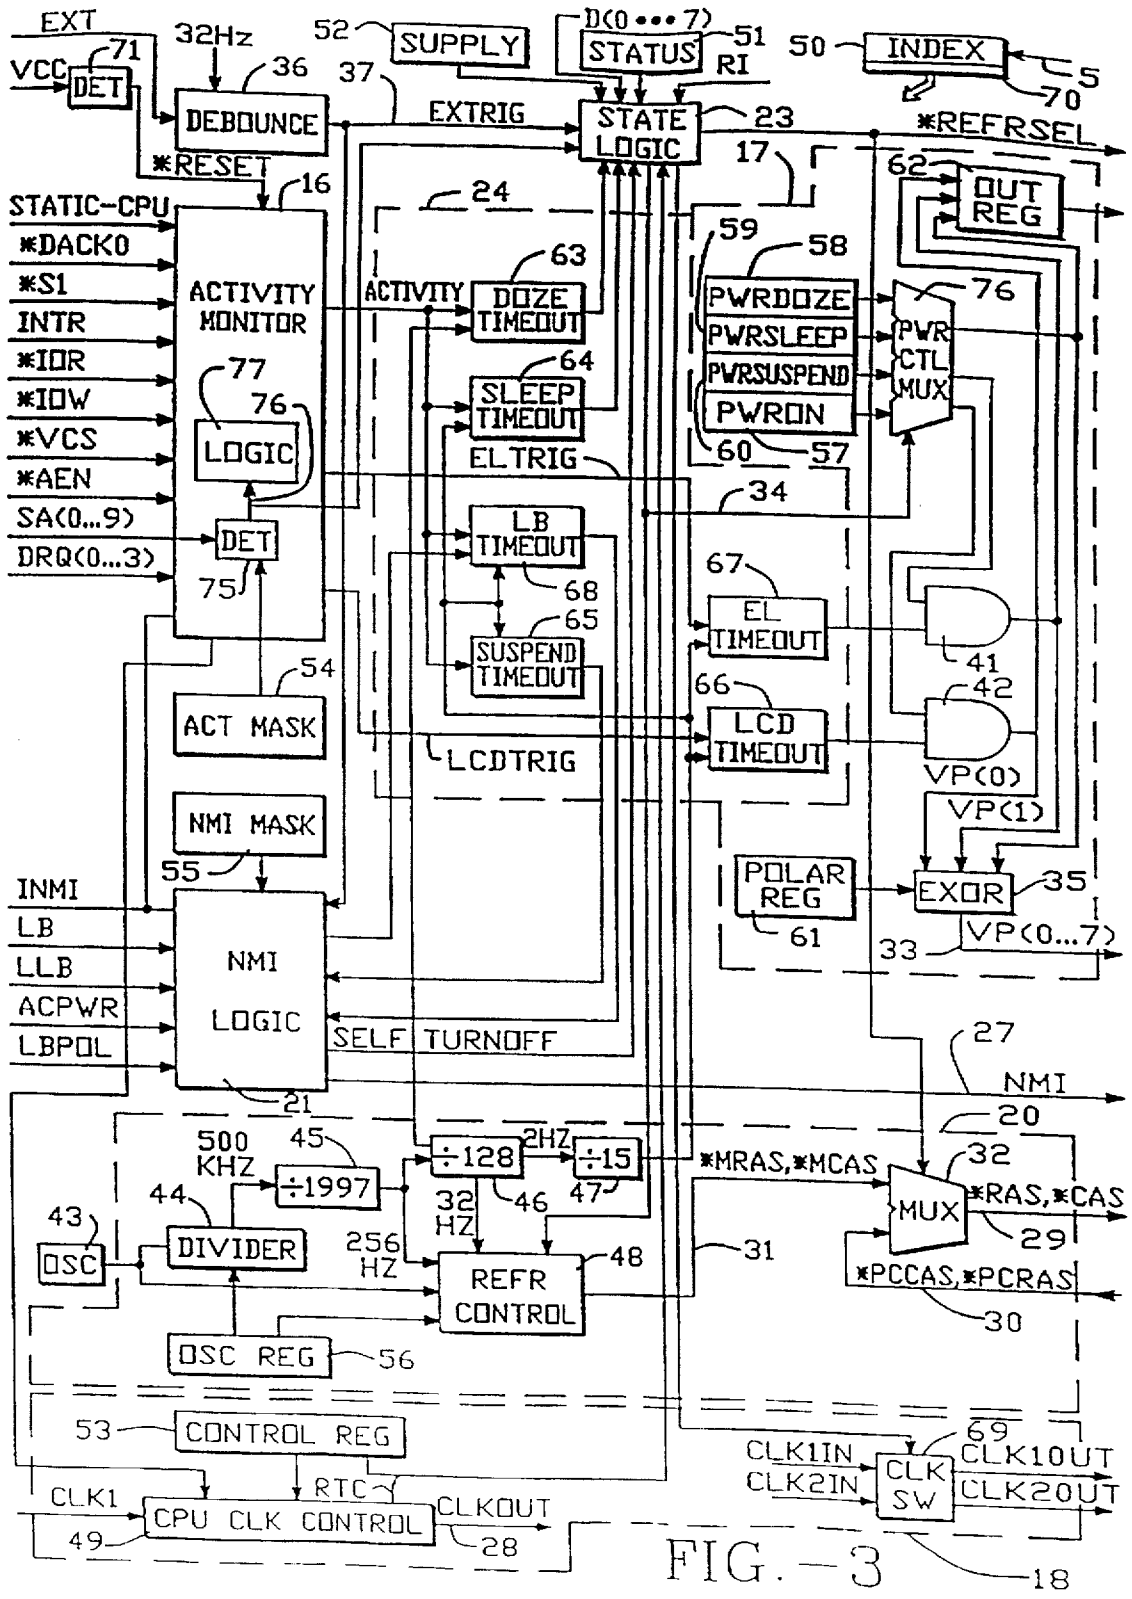 EXT
VCC
71
DET
32Hz
36
DEBOUNCE
*RESET
37
EXTRIG
52
SUPPLY
D(0•••7)
STATUS
51
RI
STATE
LOGIC
23
50
INDEX
5
70
*REFRSEL
17
62
OUT
REG
STATIC-CPU
*DACK0
*S1
INTR
*IOR
*IOW
*VCS
*AEN
SA(0...9)
DRQ(0...3)
16
ACTIVITY
MONITOR
77
76
LOGIC
DET
75
24
ACTIVITY
63
DOZE
TIMEOUT
64
SLEEP
TIMEOUT
ELTRIG
LB
TIMEOUT
68
65
SUSPEND
TIMEOUT
59
58
PWRDOZE
PWRSLEEP
PWRSUSPEND
PWRON
60
57
76
PWR
CTL
MUX
34
67
EL
TIMEOUT
41
66
LCD
TIMEOUT
42
LCDTRIG
54
ACT MASK
NMI MASK
55
VP(0)
VP(1)
POLAR
REG
61
EXOR
35
33
VP(0...7)
INMI
LB
LLB
ACPWR
LBPOL
NMI
LOGIC
21
SELF TURNOFF
27
NMI
20
500
KHZ
45
÷1997
÷128
46
2HZ
÷15
47
32
HZ
256
HZ
43
OSC
44
DIVIDER
REFR
CONTROL
48
31
*MRAS,*MCAS
MUX
32
*RAS,*CAS
29
*PCCAS,*PCRAS
30
OSC REG
56
53
CONTROL REG
RTC
CLK1
CPU CLK CONTROL
49
CLKOUT
28
CLK1IN
CLK2IN
69
CLK
SW
CLK1OUT
CLK2OUT
18
FIG.-3